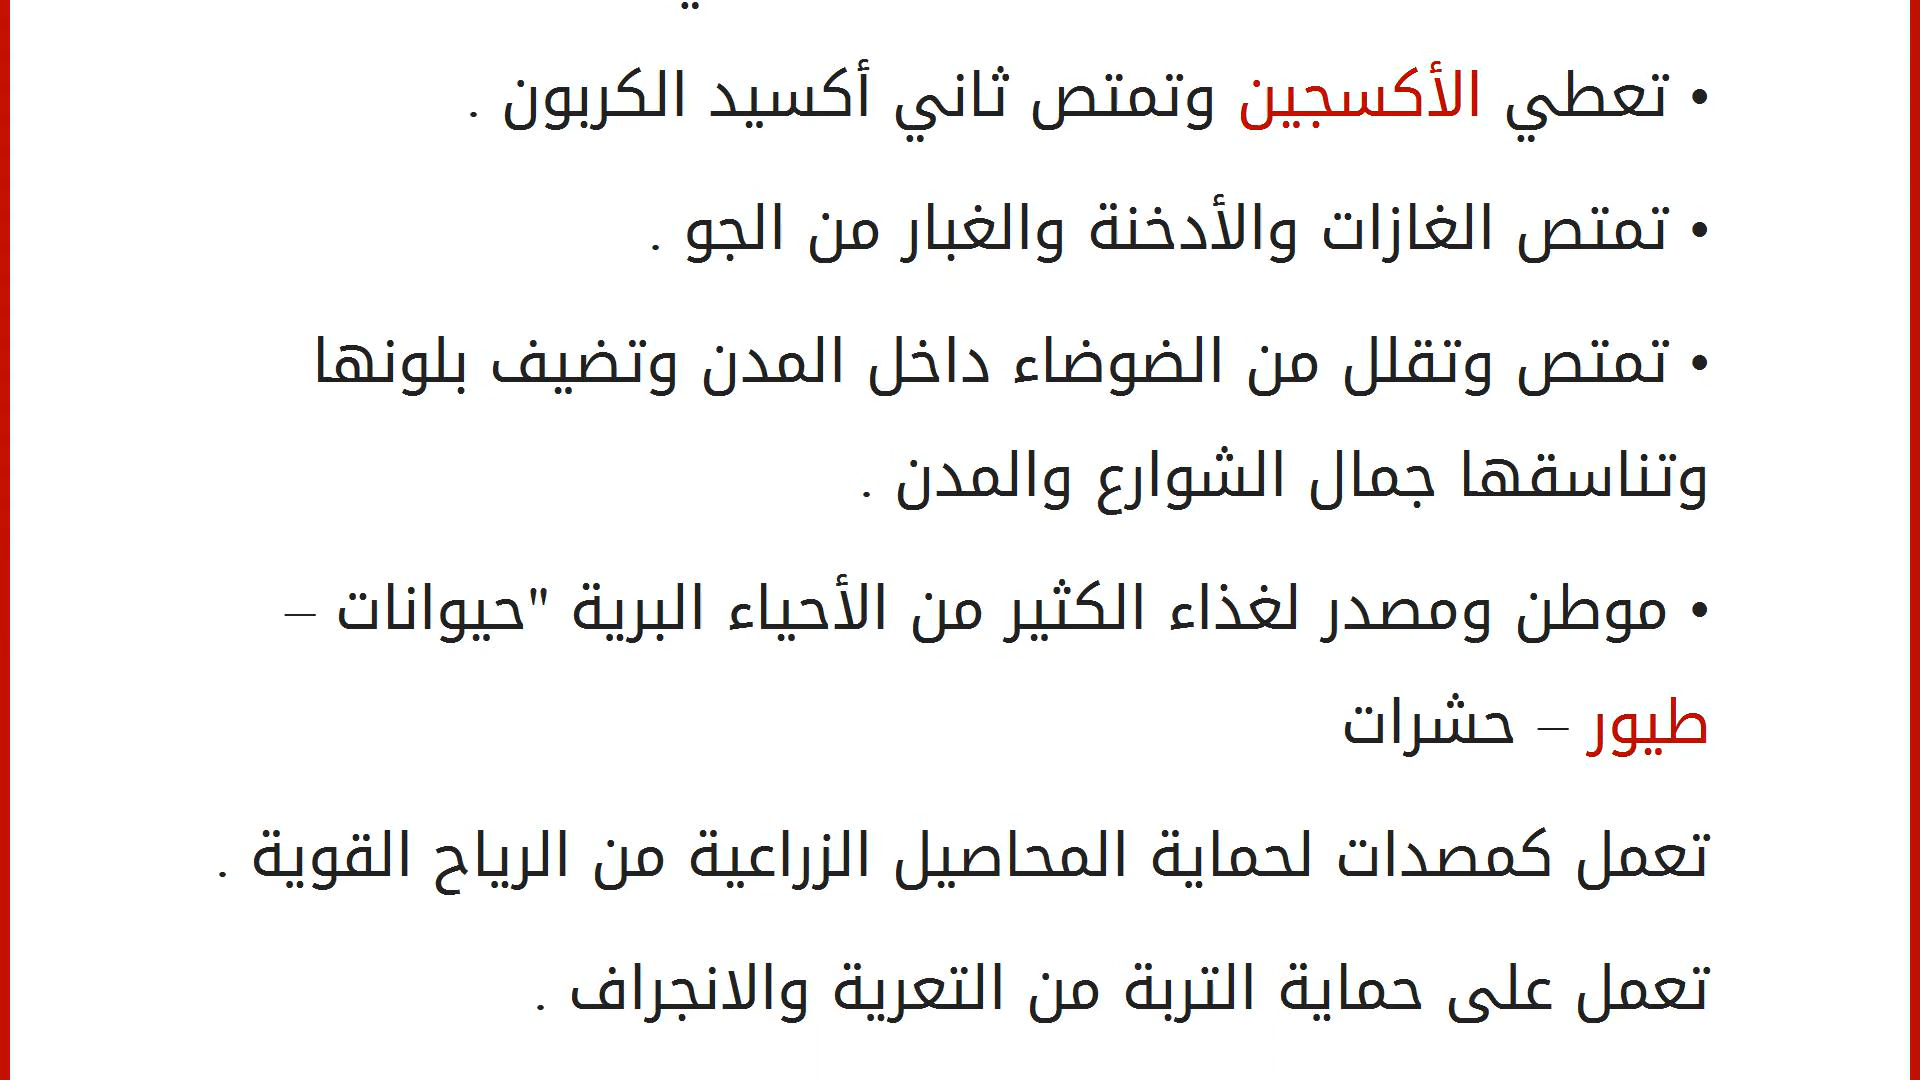 • تعطي الأكسجين وتمتص ثاني أكسيد الكربون .
• تمتص الغازات والأدخنة والغبار من الجو .
• تمتص وتقلل من الضوضاء داخل المدن وتضيف بلونها
وتناسقها جمال الشوارع والمدن .
• موطن ومصدر لغذاء الكثير من الأحياء البرية "حيوانات –
طيور – حشرات
تعمل كمصدات لحماية المحاصيل الزراعية من الرياح القوية .
تعمل على حماية التربة من التعرية والانجراف .